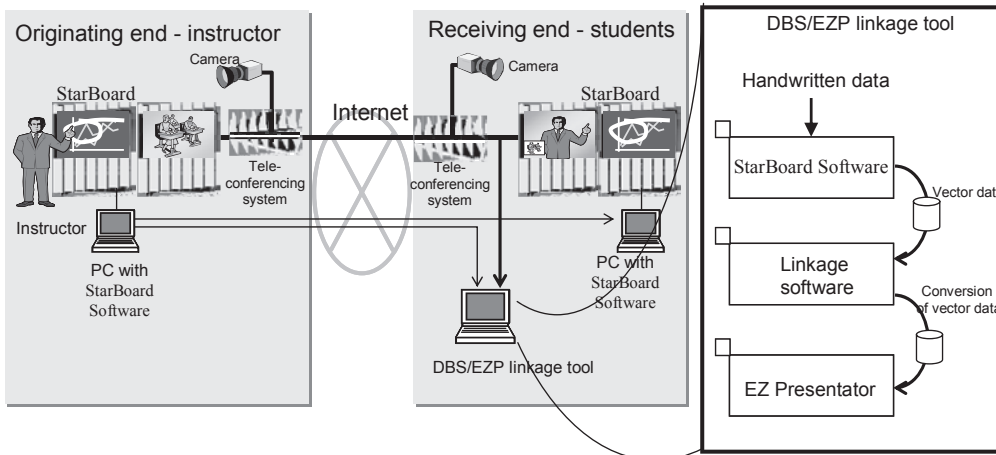 Originating end - instructor
Camera
StarBoard
Tele-
conferencing
system
Instructor
PC with
StarBoard
Software
Internet
Receiving end - students
Camera
StarBoard
Tele-
conferencing
system
PC with
StarBoard
Software
DBS/EZP linkage tool
DBS/EZP linkage tool
Handwritten data
StarBoard Software
Vector data
Linkage
software
Conversion
of vector data
EZ Presentator